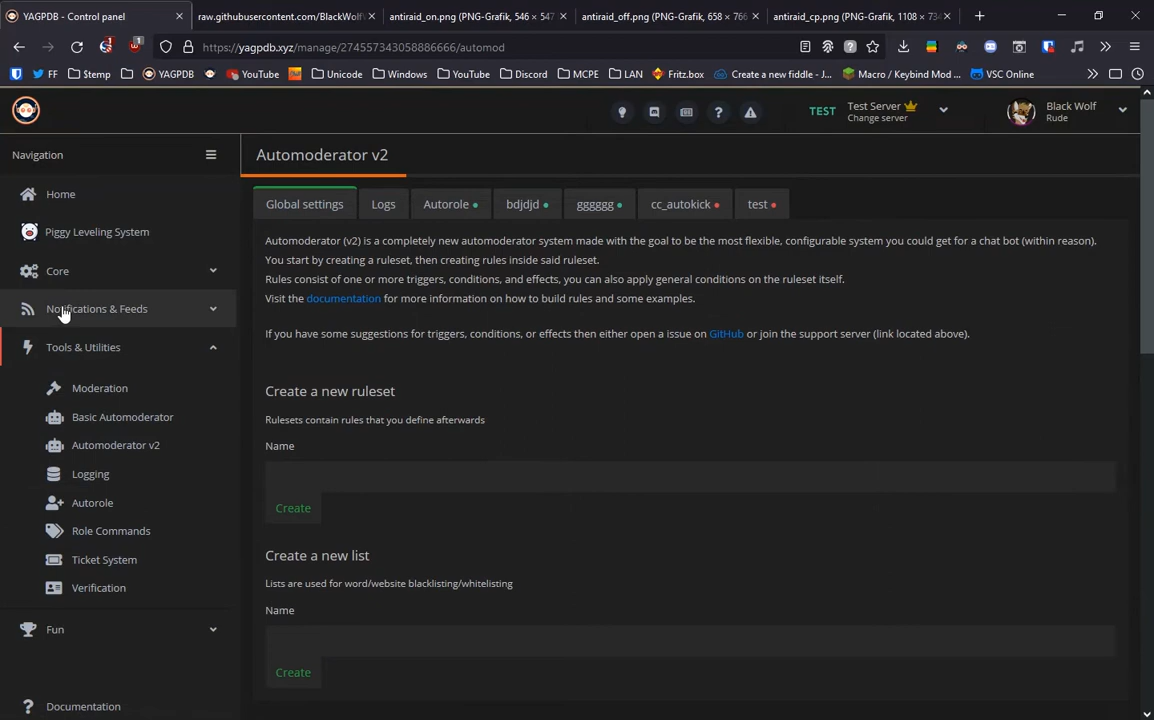 YAGPDB - Control panel
raw.githubusercontent.com/BlackWolf
antiraid_on.png (PNG-Grafik, 546 × 547
antiraid_off.png (PNG-Grafik, 658 × 766
antiraid_cp.png (PNG-Grafik, 1108 × 734
https://yagpdb.xyz/manage/274557343058886666/automod
FF
$temp
YAGPDB
YouTube
Unicode
Windows
YouTube
Discord
MCPE
LAN
Fritz.box
Create a new fiddle - J...
Macro / Keybind Mod ...
VSC Online
TEST
Test Server
Change server
Black Wolf
Rude
Navigation
Automoderator v2
Home
Piggy Leveling System
Core
Notifications & Feeds
Tools & Utilities
Moderation
Basic Automoderator
Automoderator v2
Logging
Autorole
Role Commands
Ticket System
Verification
Fun
Documentation
Global settings
Logs
Autorole
bdjdjd
gggggg
cc_autokick
test
Automoderator (v2) is a completely new automoderator system made with the goal to be the most flexible, configurable system you could get for a chat bot (within reason).
You start by creating a ruleset, then creating rules inside said ruleset.
Rules consist of one or more triggers, conditions, and effects, you can also apply general conditions on the ruleset itself.
Visit the documentation for more information on how to build rules and some examples.
If you have some suggestions for triggers, conditions, or effects then either open a issue on GitHub or join the support server (link located above).
Create a new ruleset
Rulesets contain rules that you define afterwards
Name
Create
Create a new list
Lists are used for word/website blacklisting/whitelisting
Name
Create